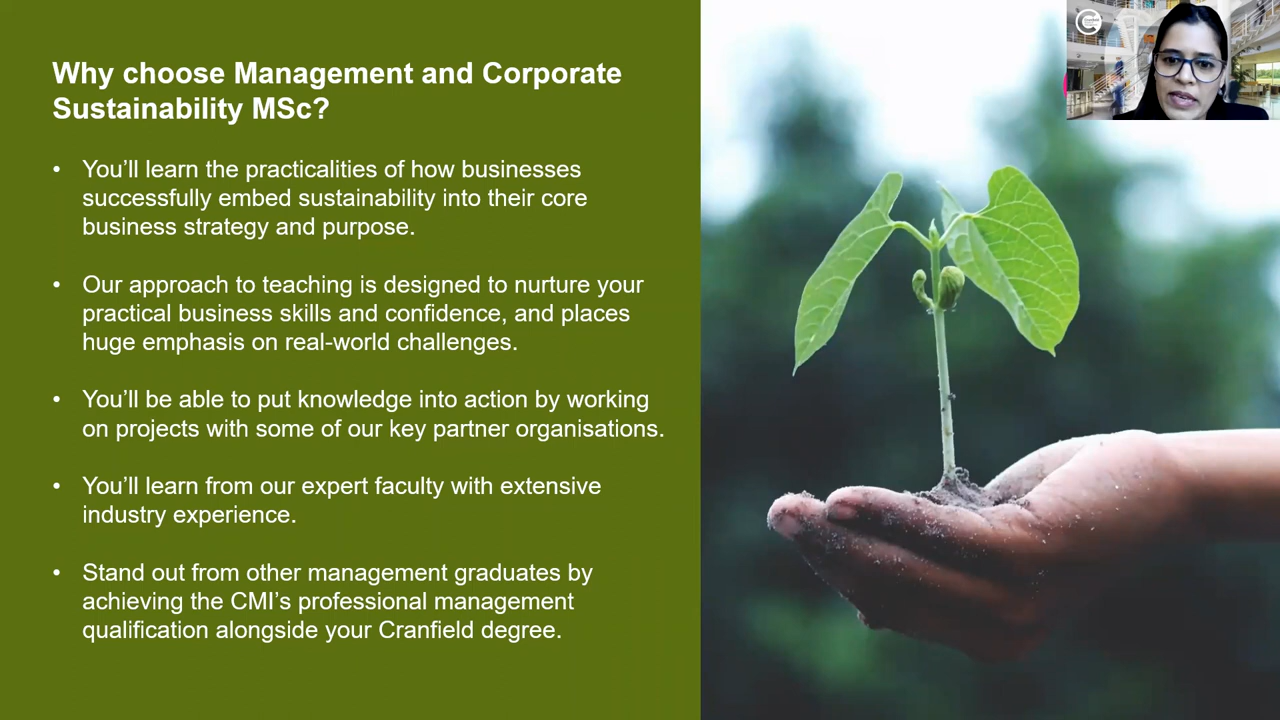 Why choose Management and Corporate
Sustainability MSc?
• You’ll learn the practicalities of how businesses
successfully embed sustainability into their core
business strategy and purpose.
• Our approach to teaching is designed to nurture your
practical business skills and confidence, and places
huge emphasis on real-world challenges.
• You’ll be able to put knowledge into action by working
on projects with some of our key partner organisations.
• You’ll learn from our expert faculty with extensive
industry experience.
• Stand out from other management graduates by
achieving the CMI’s professional management
qualification alongside your Cranfield degree.